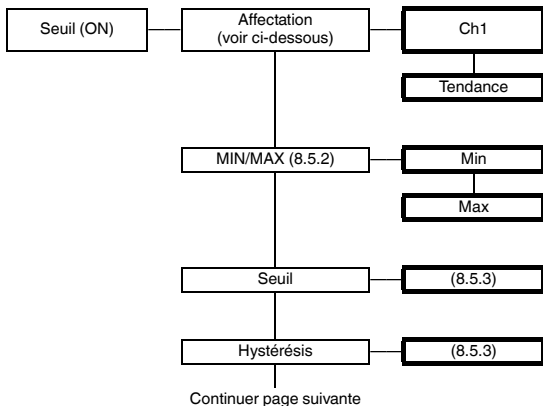 Seuil (ON)
Affectation
(voir ci-dessous)
Ch1
Tendance
MIN/MAX (8.5.2)
Min
Max
Seuil
(8.5.3)
Hystérésis
(8.5.3)
Continuer page suivante